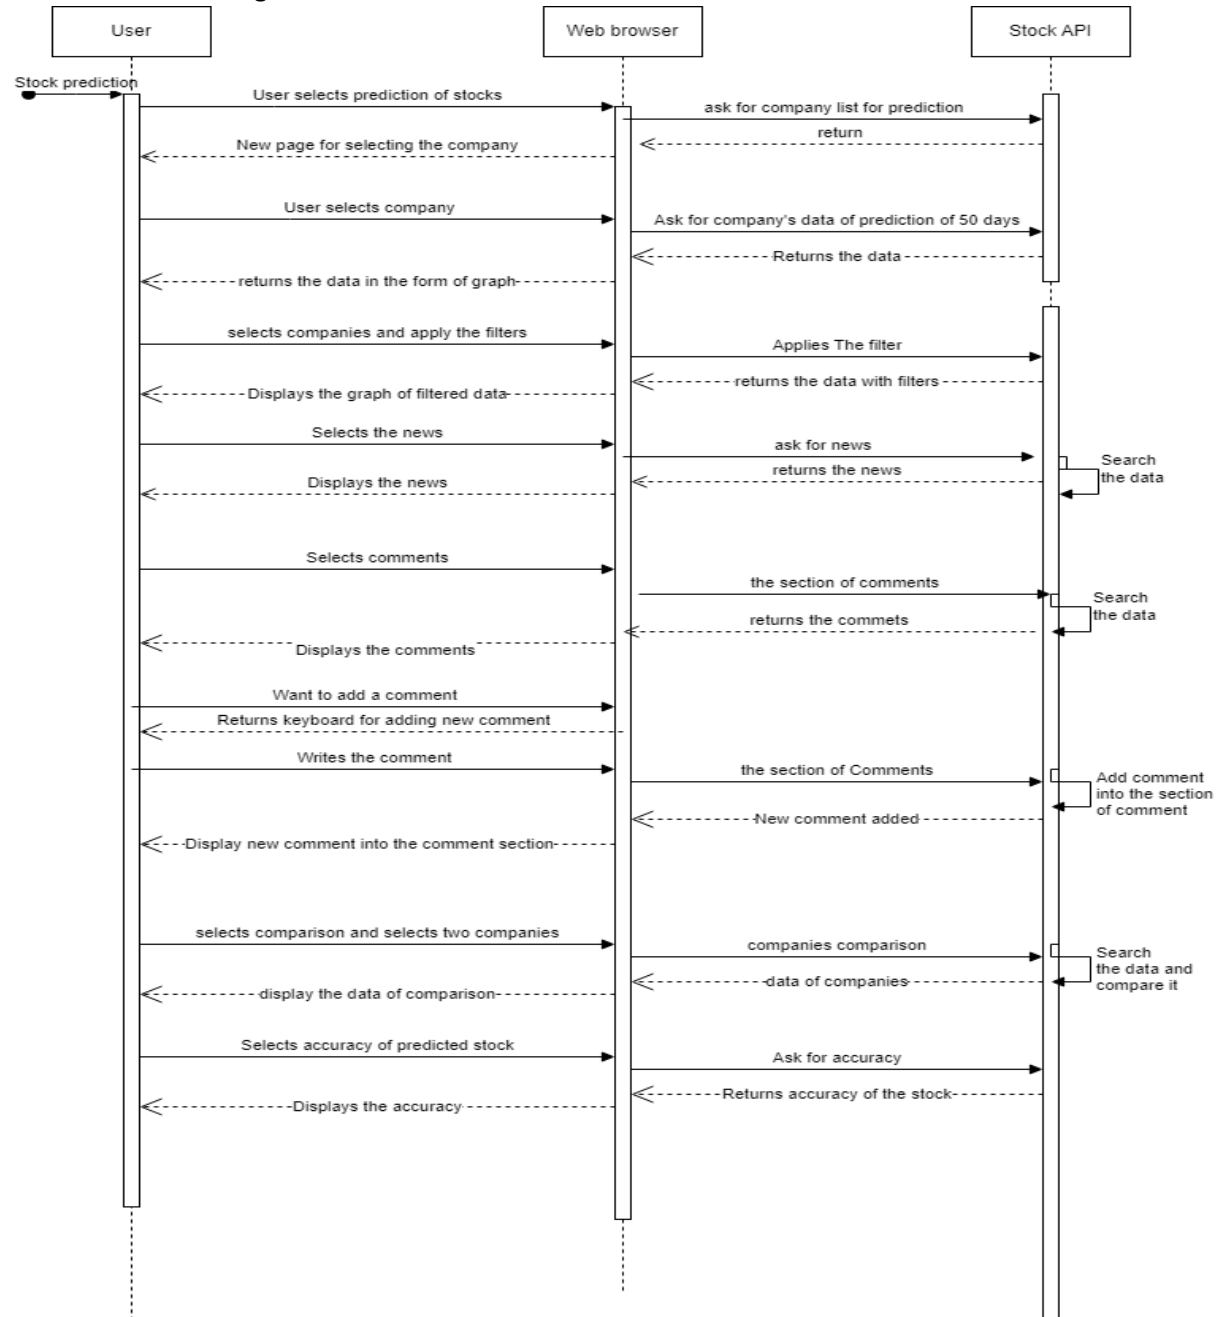 User
Web browser
Stock API
Stock prediction
User selects prediction of stocks
ask for company list for prediction
return
New page for selecting the company
User selects company
Ask for company's data of prediction of 50 days
Returns the data
returns the data in the form of graph
selects companies and apply the filters
Applies The filter
returns the data with filters
Displays the graph of filtered data
Selects the news
ask for news
Search
the data
returns the news
Displays the news
Selects comments
the section of comments
Search
the data
returns the commets
Displays the comments
Want to add a comment
Returns keyboard for adding new comment
Writes the comment
the section of Comments
Add comment
into the section
of comment
New comment added
Display new comment into the comment section
selects comparison and selects two companies
companies comparison
Search
the data and
compare it
data of companies
display the data of comparison
Selects accuracy of predicted stock
Ask for accuracy
Returns accuracy of the stock
Displays the accuracy